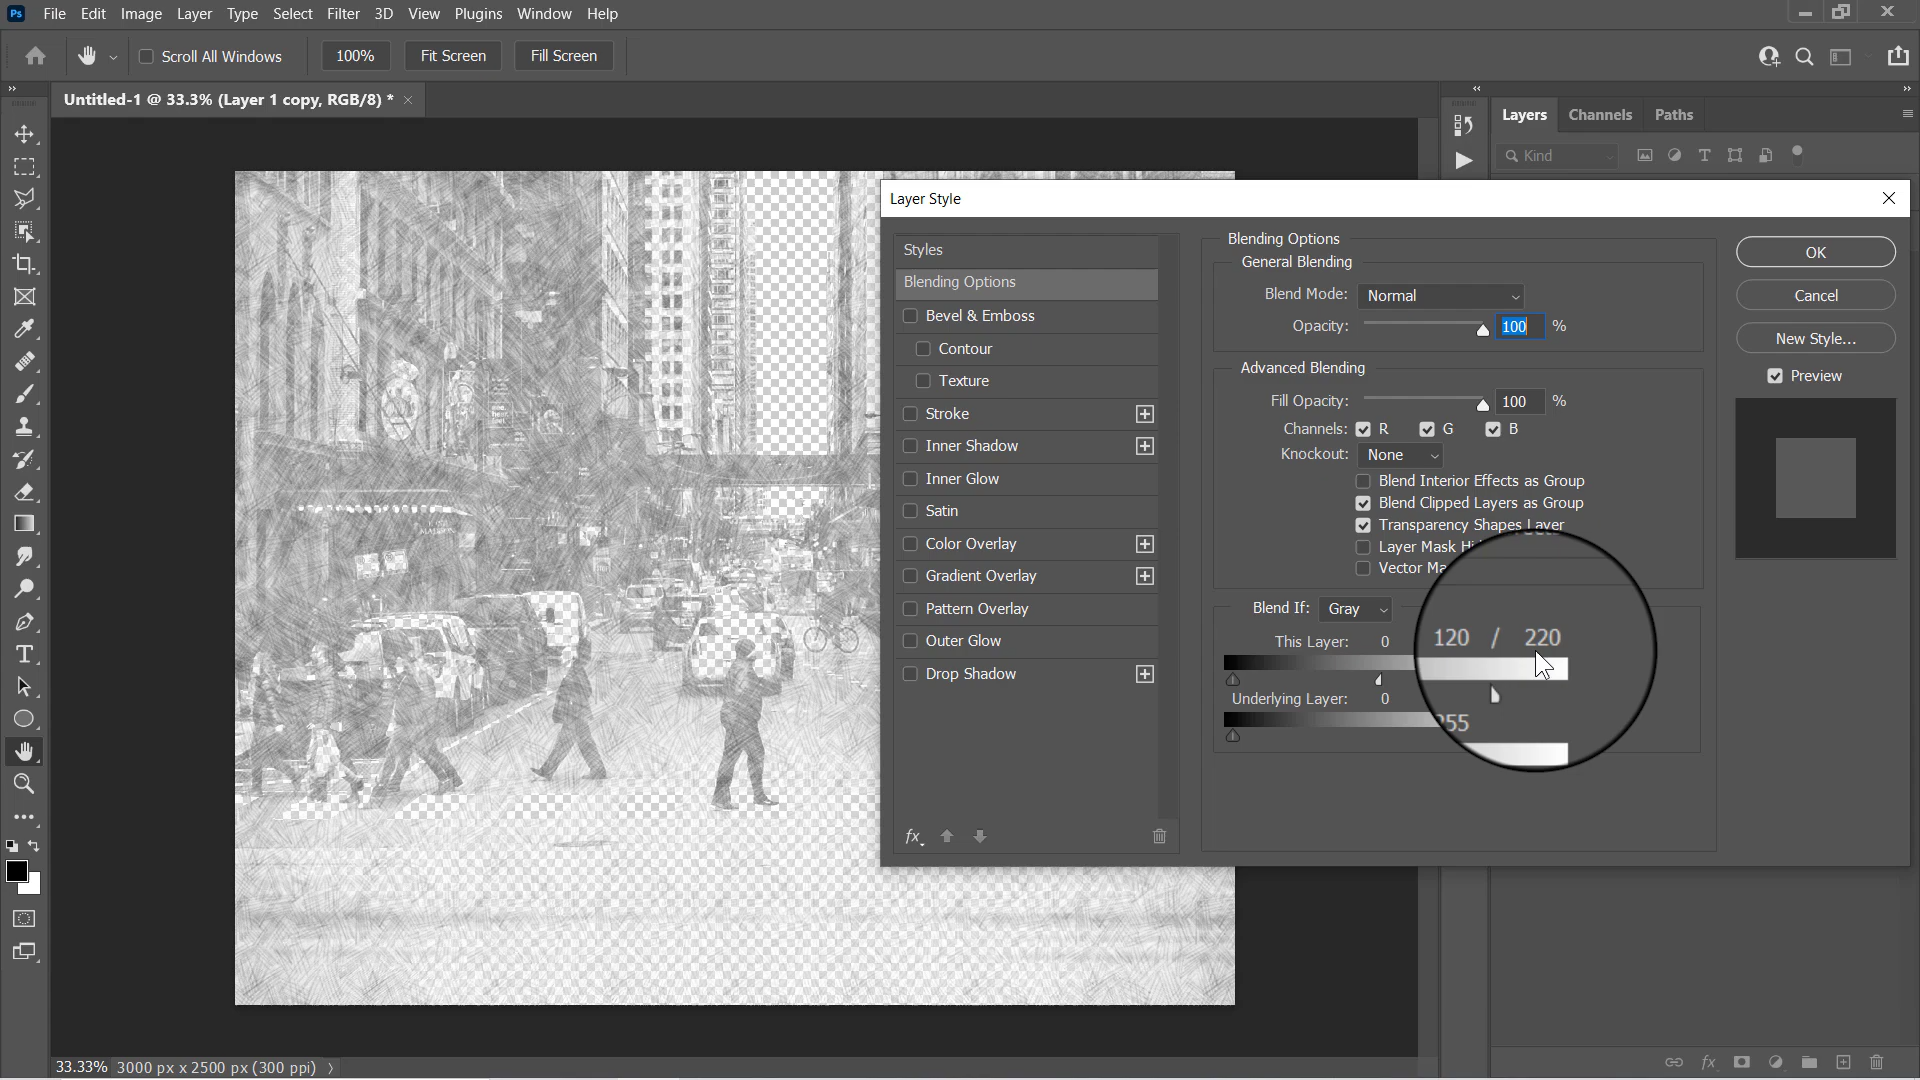 Ps File Edit Image Layer Type Select Filter 3D View Plugins Window Help
Scroll All Windows 100% Fit Screen Fill Screen
Untitled-1 @ 33.3% (Layer 1 copy, RGB/8) *
Layers Channels Paths
Kind
Layer Style
Styles
Blending Options
Bevel & Emboss
Contour
Texture
Stroke
Inner Shadow
Inner Glow
Satin
Color Overlay
Gradient Overlay
Pattern Overlay
Outer Glow
Drop Shadow
fx
Blending Options
General Blending
Blend Mode: Normal
Opacity: 100 %
Advanced Blending
Fill Opacity: 100 %
Channels: R G B
Knockout: None
Blend Interior Effects as Group
Blend Clipped Layers as Group
Transparency Shapes Layer
Layer Mask
Vector
Blend If: Gray
This Layer: 0 120 / 220
Underlying Layer: 0 255
OK
Cancel
New Style...
Preview
33.33% 3000 px x 2500 px (300 ppi)
fx